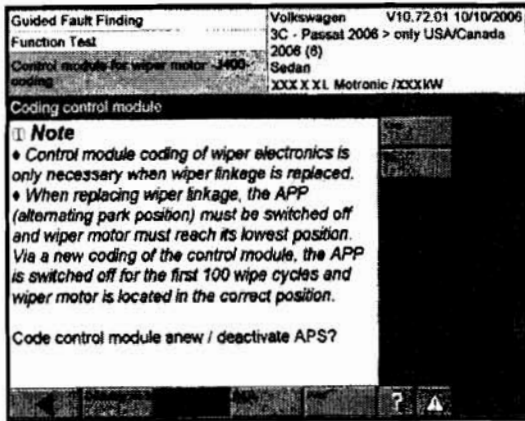 Guided Fault Finding
Function Test
Control module for wiper motor -J400-
coding
Volkswagen V10.72.01 10/10/2006
3C - Passat 2006 > only USA/Canada
2006 (6)
Sedan
XXX X XL Motronic /XXXkW
Coding control module
Note
♦ Control module coding of wiper electronics is
only necessary when wiper linkage is replaced.
♦ When replacing wiper linkage, the APP
(alternating park position) must be switched off
and wiper motor must reach its lowest position.
Via a new coding of the control module, the APP
is switched off for the first 100 wipe cycles and
wiper motor is located in the correct position.
Code control module anew / deactivate APS?
?